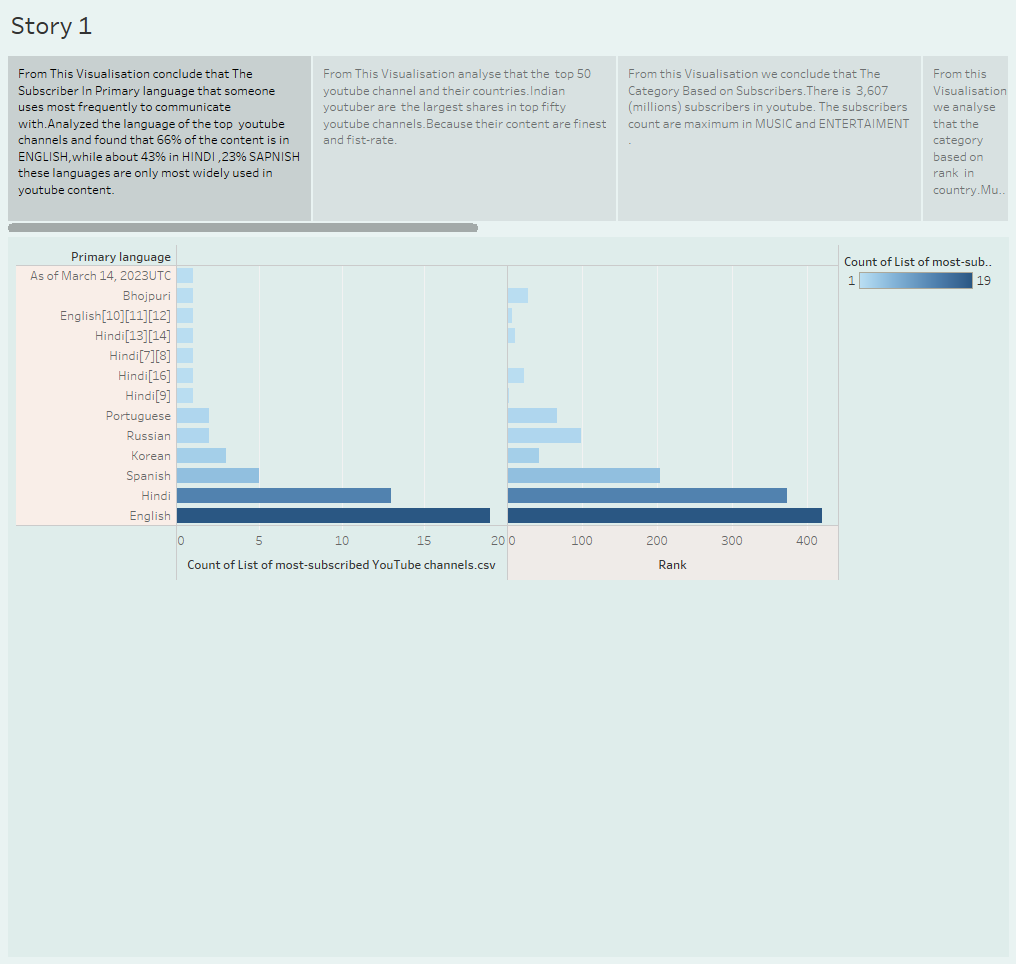 Story 1
From This Visualisation conclude that The
Subscriber In Primary language that someone
uses most frequently to communicate
with.Analyzed the language of the top  youtube
channels and found that 66% of the content is in
ENGLISH,while about 43% in HINDI ,23% SAPNISH
these languages are only most widely used in
youtube content.
From This Visualisation analyse that the  top 50
youtube channel and their countries.Indian
youtuber are  the largest shares in top fifty
youtube channels.Because their content are finest
and fist-rate.
From this Visualisation we conclude that The
Category Based on Subscribers.There is  3,607
(millions) subscribers in youtube. The subscribers
count are maximum in MUSIC and ENTERTAIMENT
.
From this
Visualisation
we analyse
that the
category
based on
rank  in
country.Mu..
Primary language
As of March 14, 2023UTC
Bhojpuri
English[10][11][12]
Hindi[13][14]
Hindi[7][8]
Hindi[16]
Hindi[9]
Portuguese
Russian
Korean
Spanish
Hindi
English
0 5 10 15 20
Count of List of most-subscribed YouTube channels.csv
0 100 200 300 400
Rank
Count of List of most-sub..
1 19